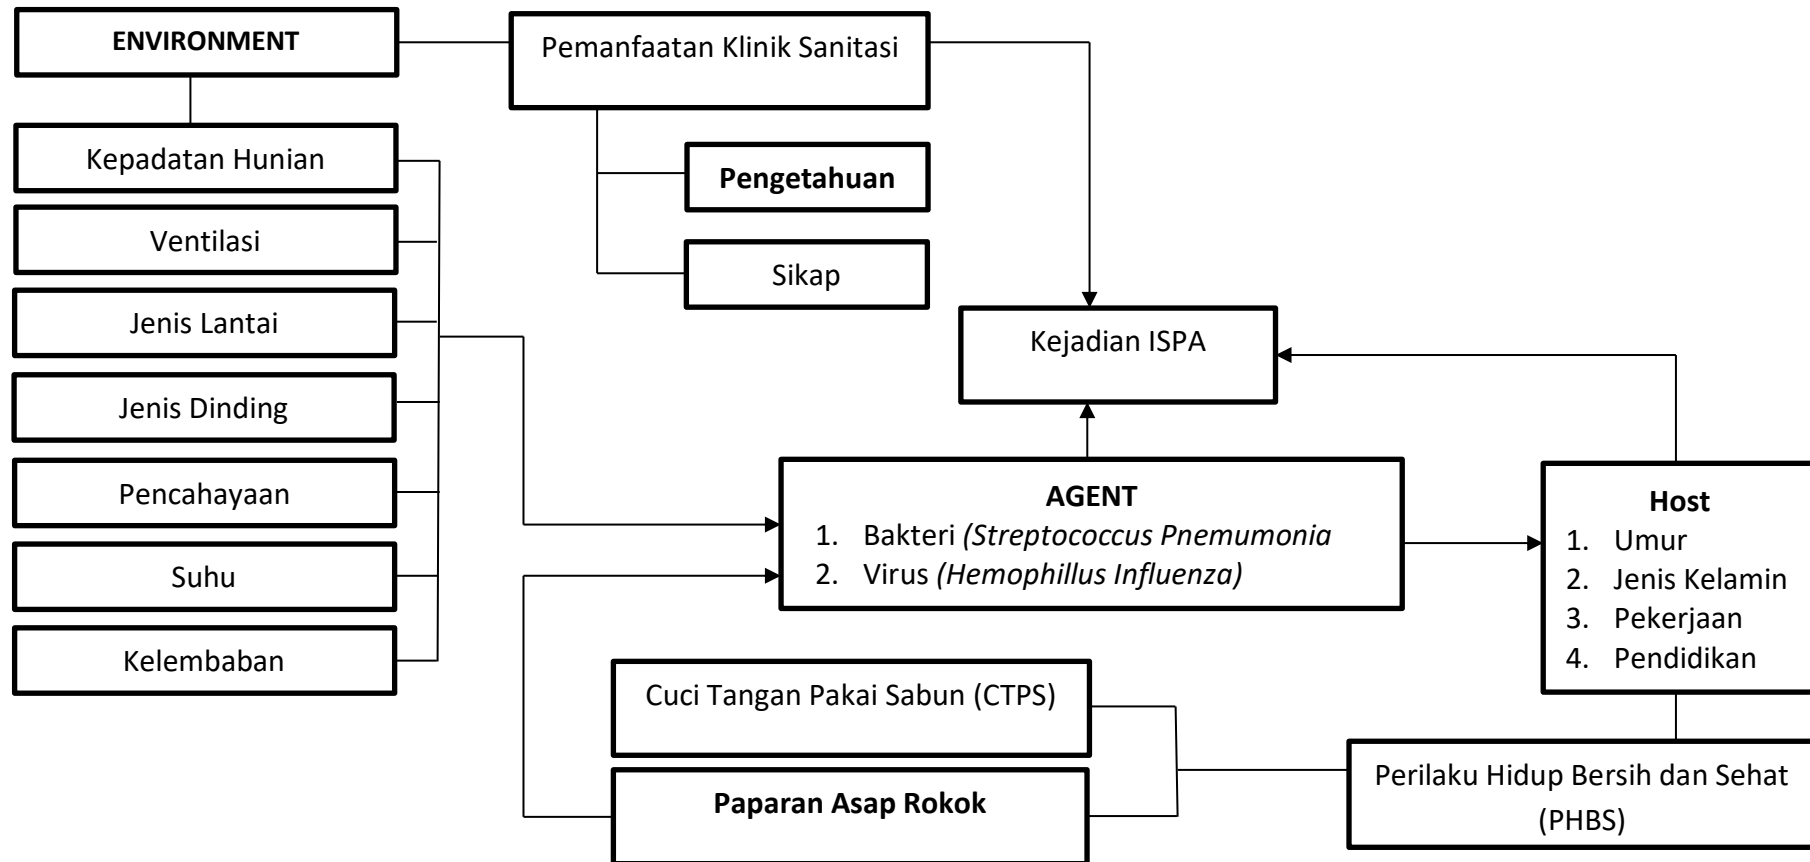 ENVIRONMENT
Pemanfaatan Klinik Sanitasi
Kepadatan Hunian
Pengetahuan
Ventilasi
Sikap
Jenis Lantai
Kejadian ISPA
Jenis Dinding
Pencahayaan
AGENT
1. Bakteri (Streptococcus Pnemumonia
2. Virus (Hemophillus Influenza)
Host
1. Umur
2. Jenis Kelamin
3. Pekerjaan
4. Pendidikan
Suhu
Kelembaban
Cuci Tangan Pakai Sabun (CTPS)
Paparan Asap Rokok
Perilaku Hidup Bersih dan Sehat
(PHBS)